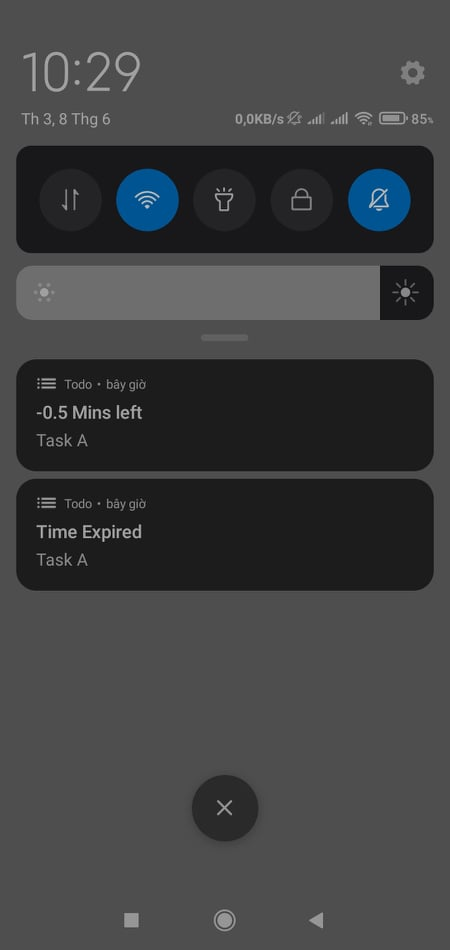 10:29
Th 3, 8 Thg 6
0,0KB/s
85%
Todo • bây giờ
-0.5 Mins left
Task A
Todo • bây giờ
Time Expired
Task A